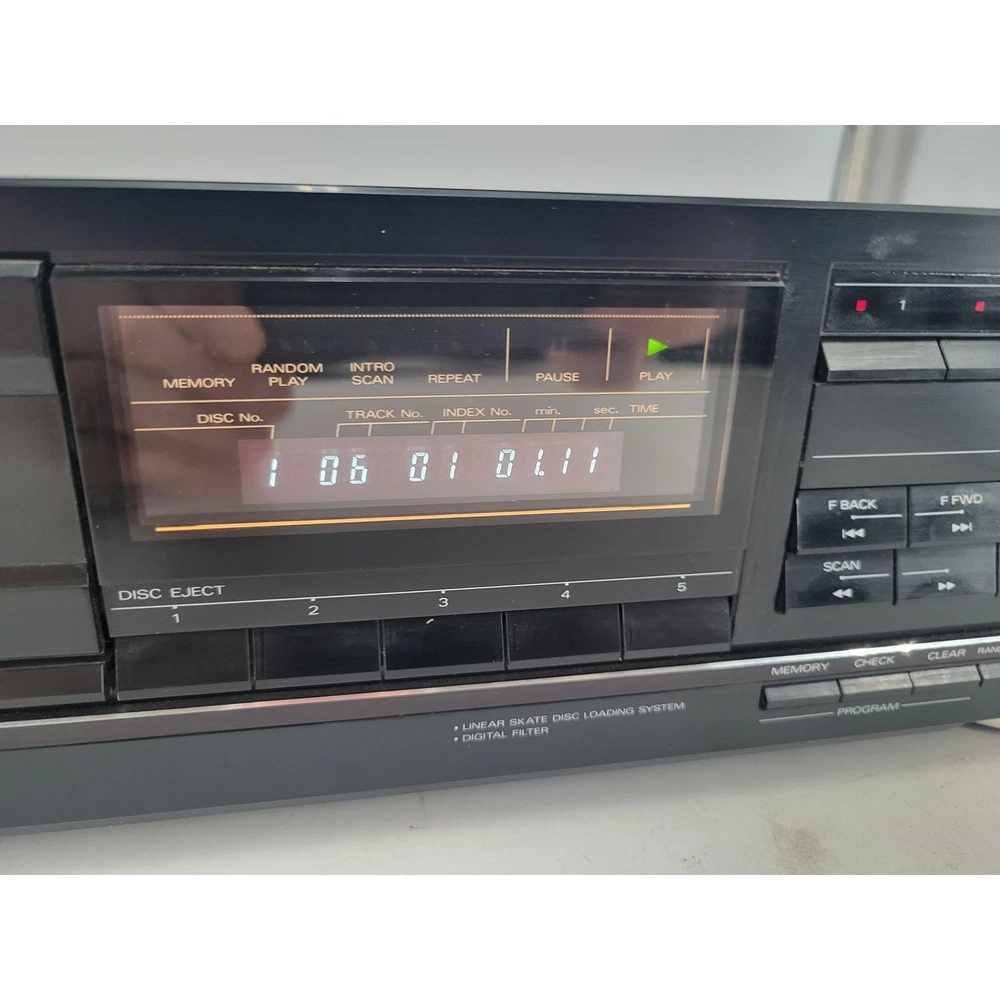 1
RANDOM INTRO
MEMORY PLAY SCAN REPEAT PAUSE PLAY
DISC No. TRACK No. INDEX No. min. sec. TIME
1 06 01 01.11
F BACK F FWD
SCAN
DISC EJECT
1 2 3 4 5
MEMORY CHECK CLEAR
PROGRAM
• LINEAR SKATE DISC LOADING SYSTEM
• DIGITAL FILTER